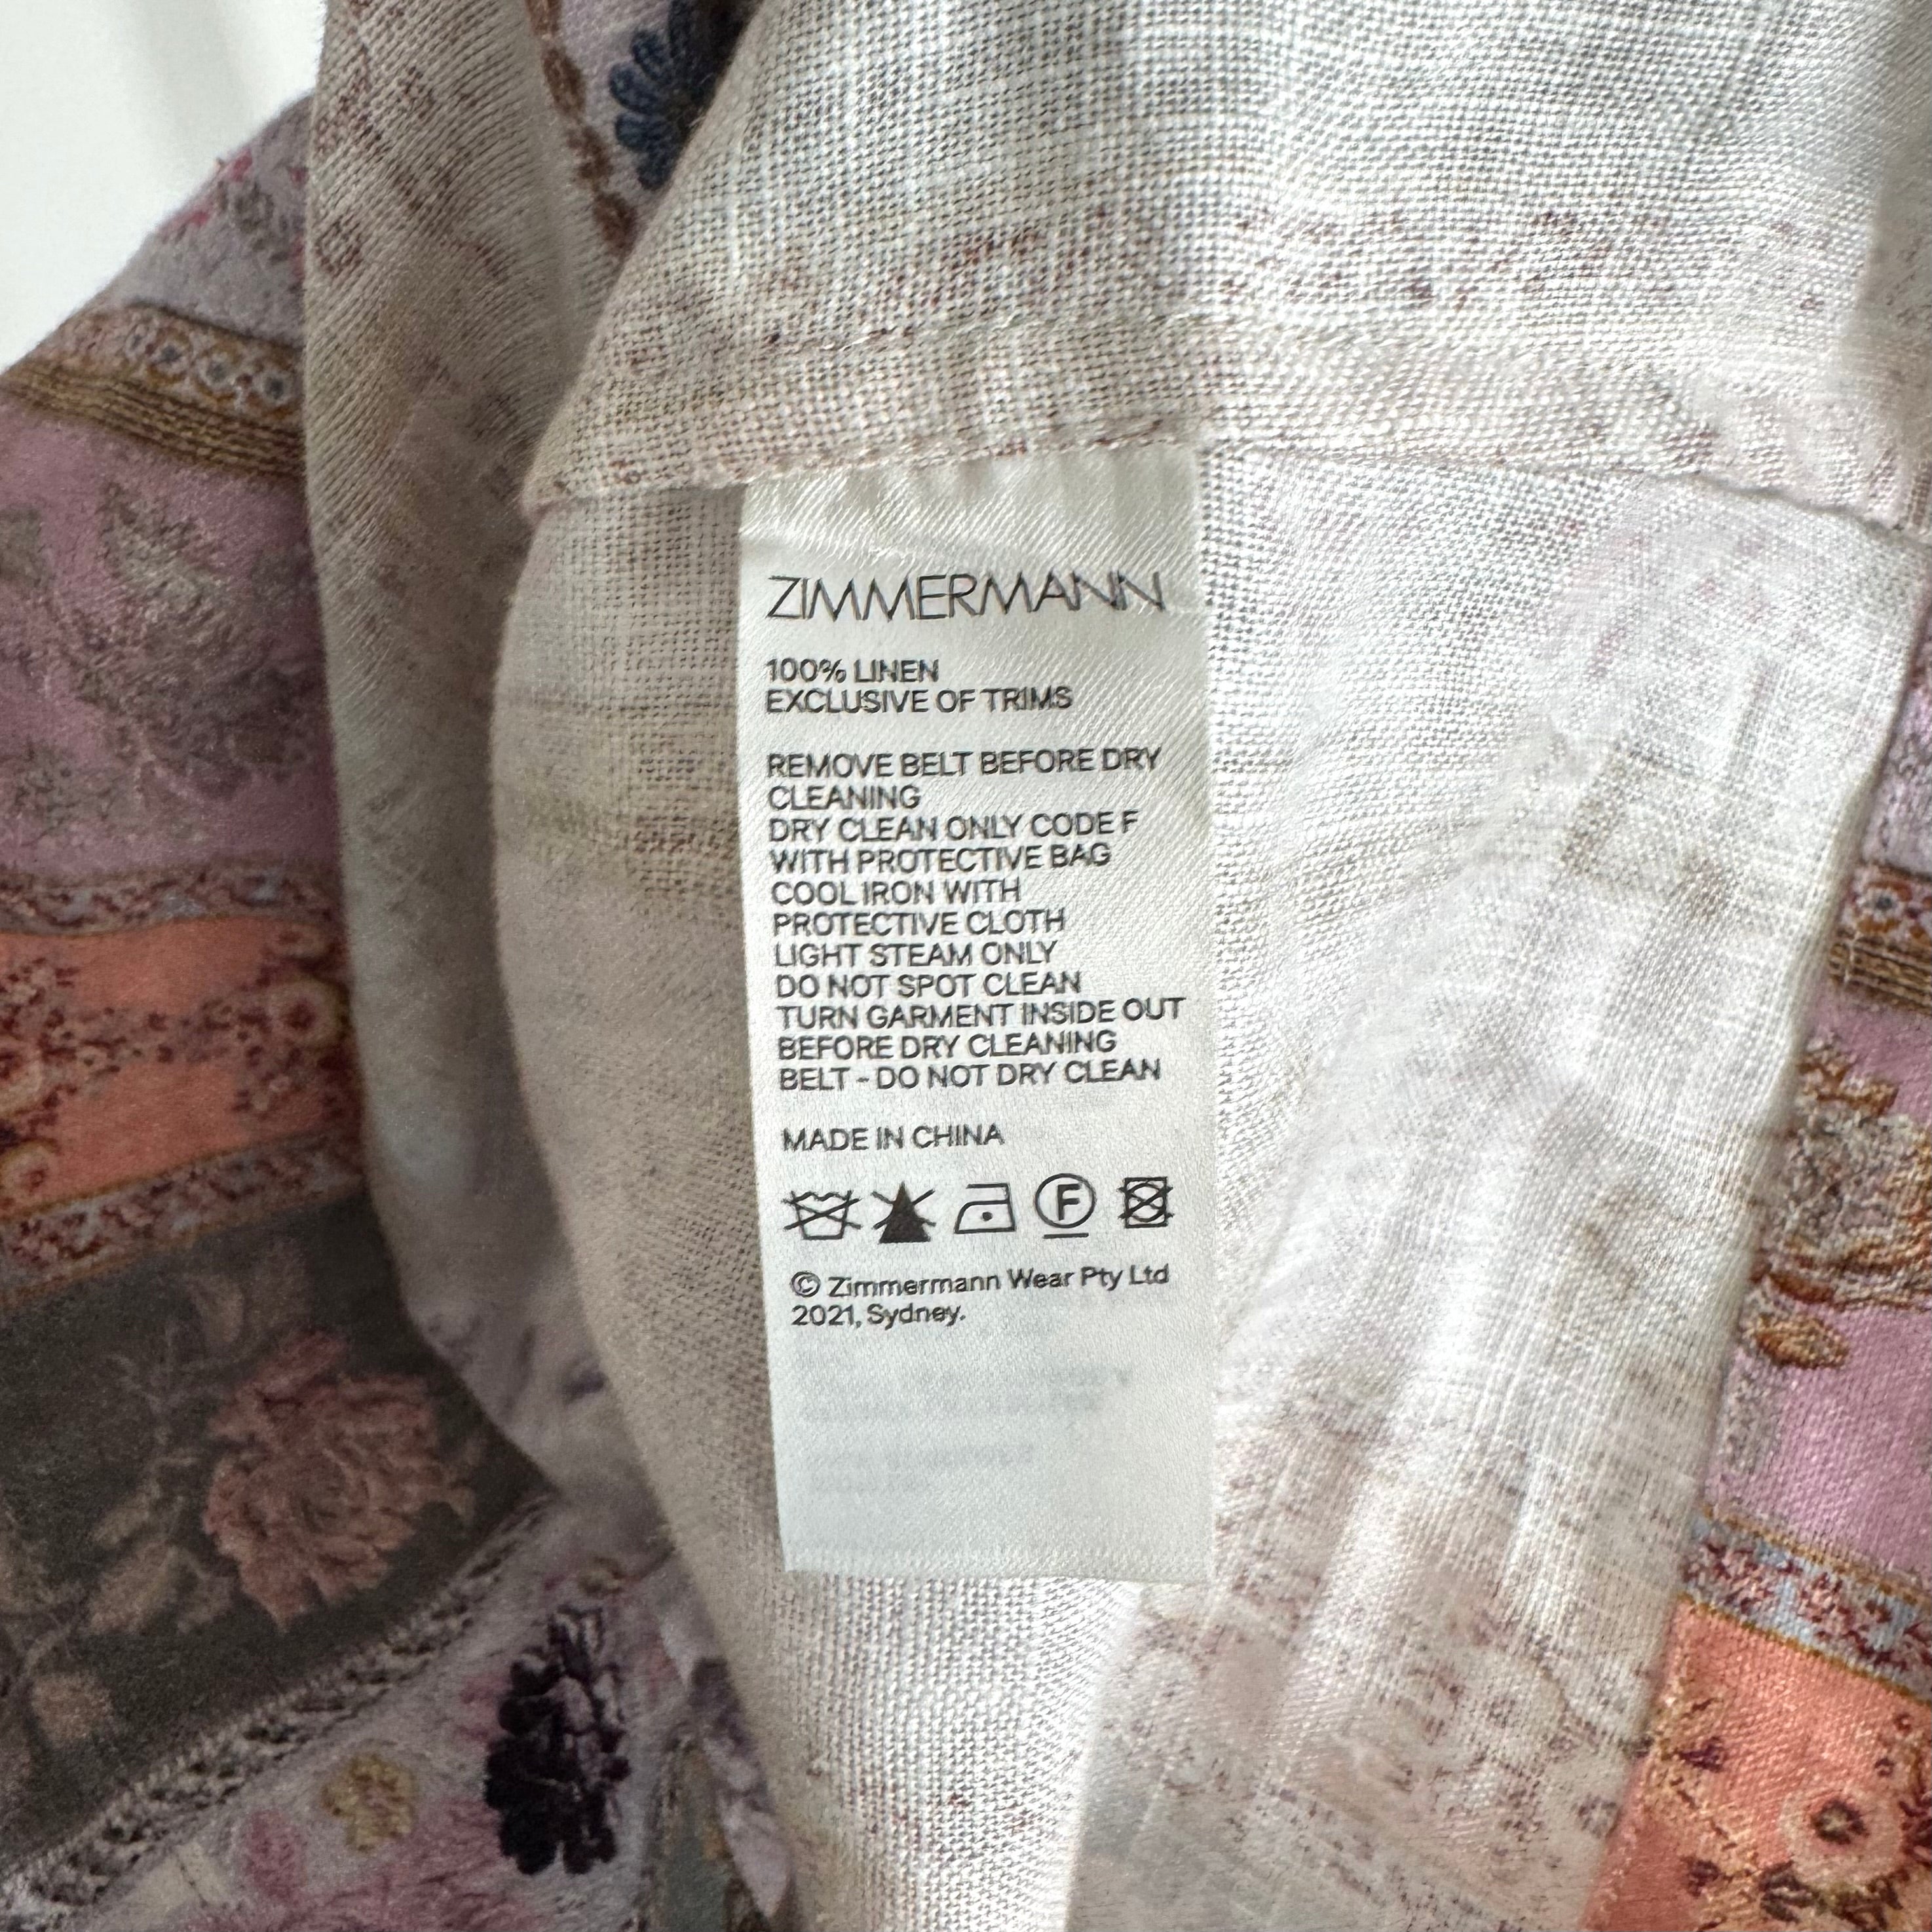 ZIMMERMANN
100% LINEN
EXCLUSIVE OF TRIMS
REMOVE BELT BEFORE DRY
CLEANING
DRY CLEAN ONLY CODE F
WITH PROTECTIVE BAG
COOL IRON WITH
PROTECTIVE CLOTH
LIGHT STEAM ONLY
DO NOT SPOT CLEAN
TURN GARMENT INSIDE OUT
BEFORE DRY CLEANING
BELT - DO NOT DRY CLEAN
MADE IN CHINA
F
© Zimmermann Wear Pty Ltd
2021, Sydney.